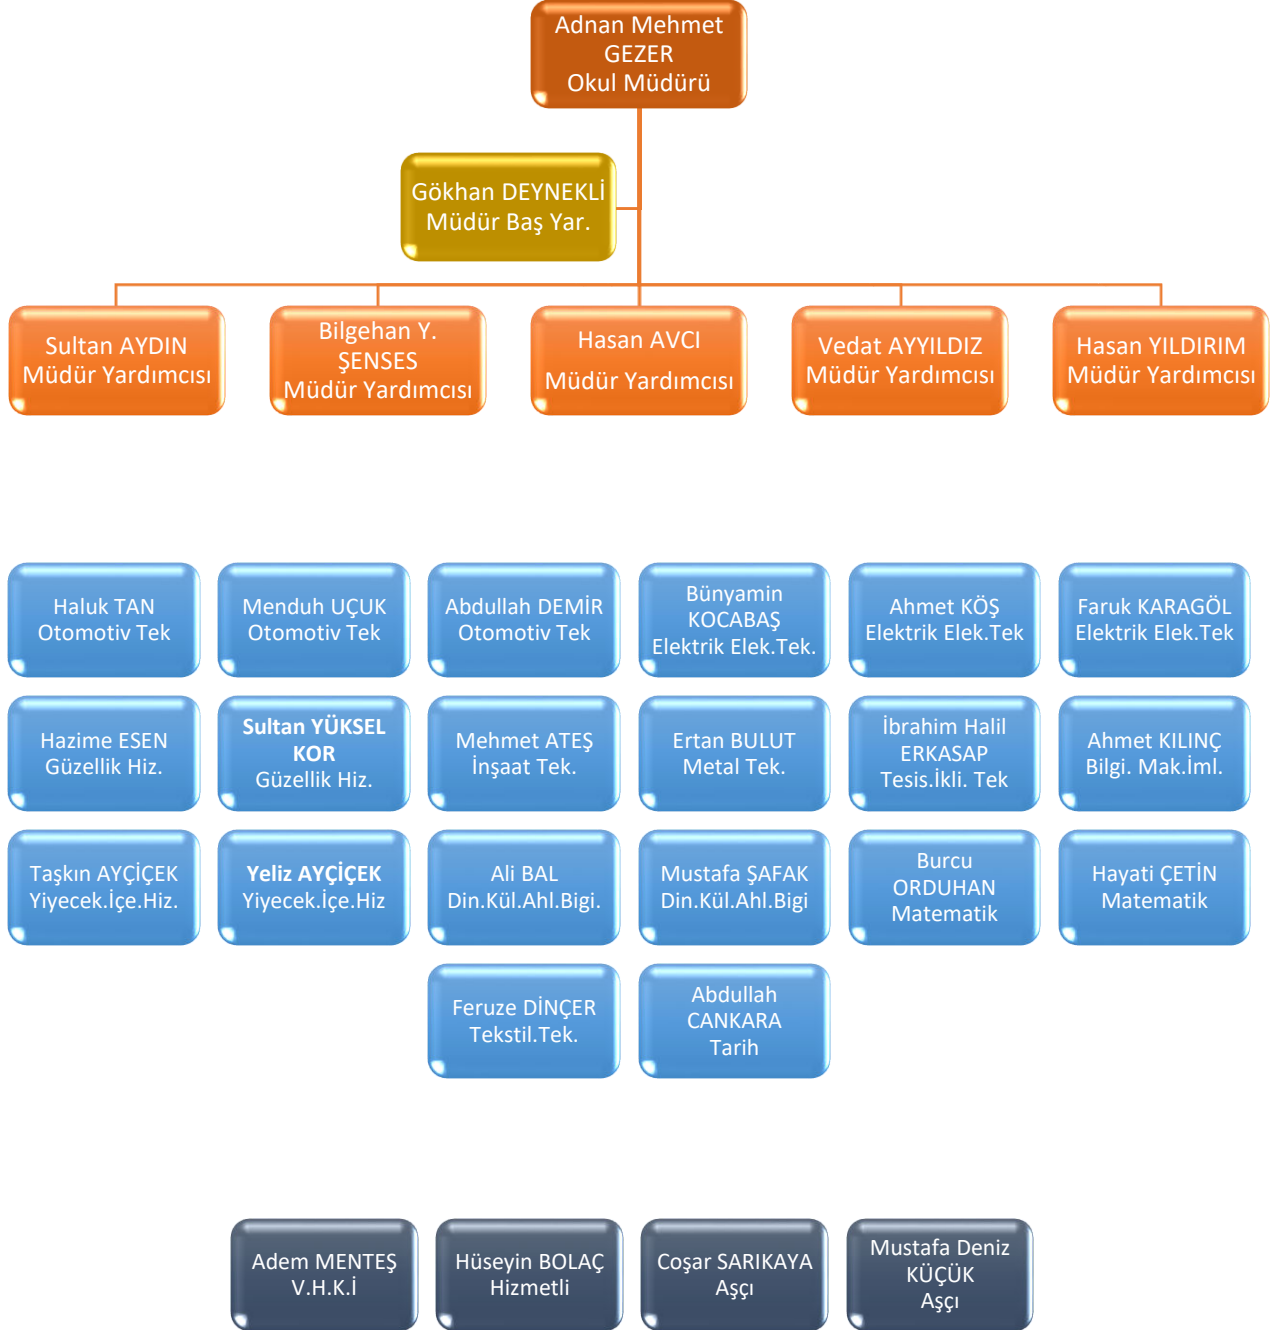 Adnan Mehmet
GEZER
Okul Müdürü
Gökhan DEYNEKLİ
Müdür Baş Yar.
Sultan AYDIN
Müdür Yardımcısı
Bilgehan Y.
ŞENSES
Müdür Yardımcısı
Hasan AVCI
Müdür Yardımcısı
Vedat AYYILDIZ
Müdür Yardımcısı
Hasan YILDIRIM
Müdür Yardımcısı
Haluk TAN
Otomotiv Tek
Menduh UÇUK
Otomotiv Tek
Abdullah DEMİR
Otomotiv Tek
Bünyamin
KOCABAŞ
Elektrik Elek.Tek.
Ahmet KÖŞ
Elektrik Elek.Tek
Faruk KARAGÖL
Elektrik Elek.Tek
Hazime ESEN
Güzellik Hiz.
Sultan YÜKSEL
KOR
Güzellik Hiz.
Mehmet ATEŞ
İnşaat Tek.
Ertan BULUT
Metal Tek.
İbrahim Halil
ERKASAP
Tesis.İkli. Tek
Ahmet KILINÇ
Bilgi. Mak.İml.
Taşkın AYÇİÇEK
Yiyecek.İçe.Hiz.
Yeliz AYÇİÇEK
Yiyecek.İçe.Hiz
Ali BAL
Din.Kül.Ahl.Bigi.
Mustafa ŞAFAK
Din.Kül.Ahl.Bigi
Burcu
ORDUHAN
Matematik
Hayati ÇETİN
Matematik
Feruze DİNÇER
Tekstil.Tek.
Abdullah
CANKARA
Tarih
Adem MENTEŞ
V.H.K.İ
Hüseyin BOLAÇ
Hizmetli
Coşar SARIKAYA
Aşçı
Mustafa Deniz
KÜÇÜK
Aşçı